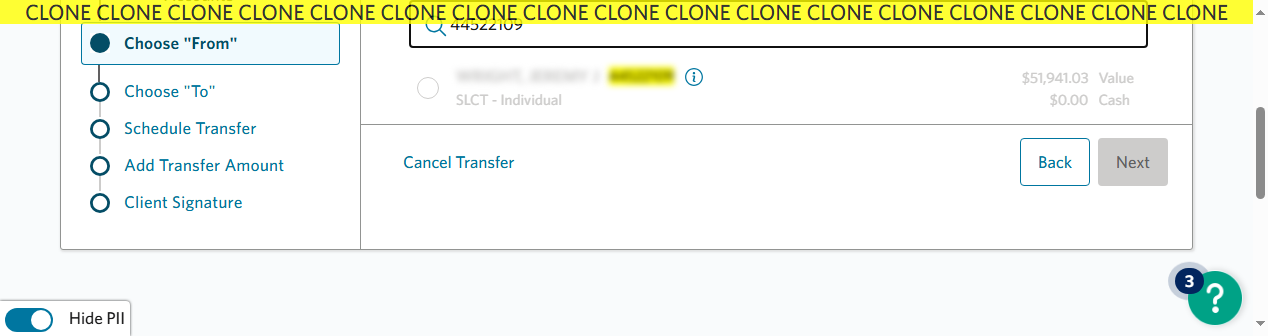 CLONE CLONE CLONE CLONE CLONE CLONE CLONE CLONE CLONE CLONE CLONE CLONE CLONE CLONE CLONE CLONE CLONE
44522109
Choose "From"
Choose "To"
Schedule Transfer
Add Transfer Amount
Client Signature
$51,941.03 Value
SLCT - Individual
$0.00 Cash
Cancel Transfer
Back
Next
3
?
Hide PII